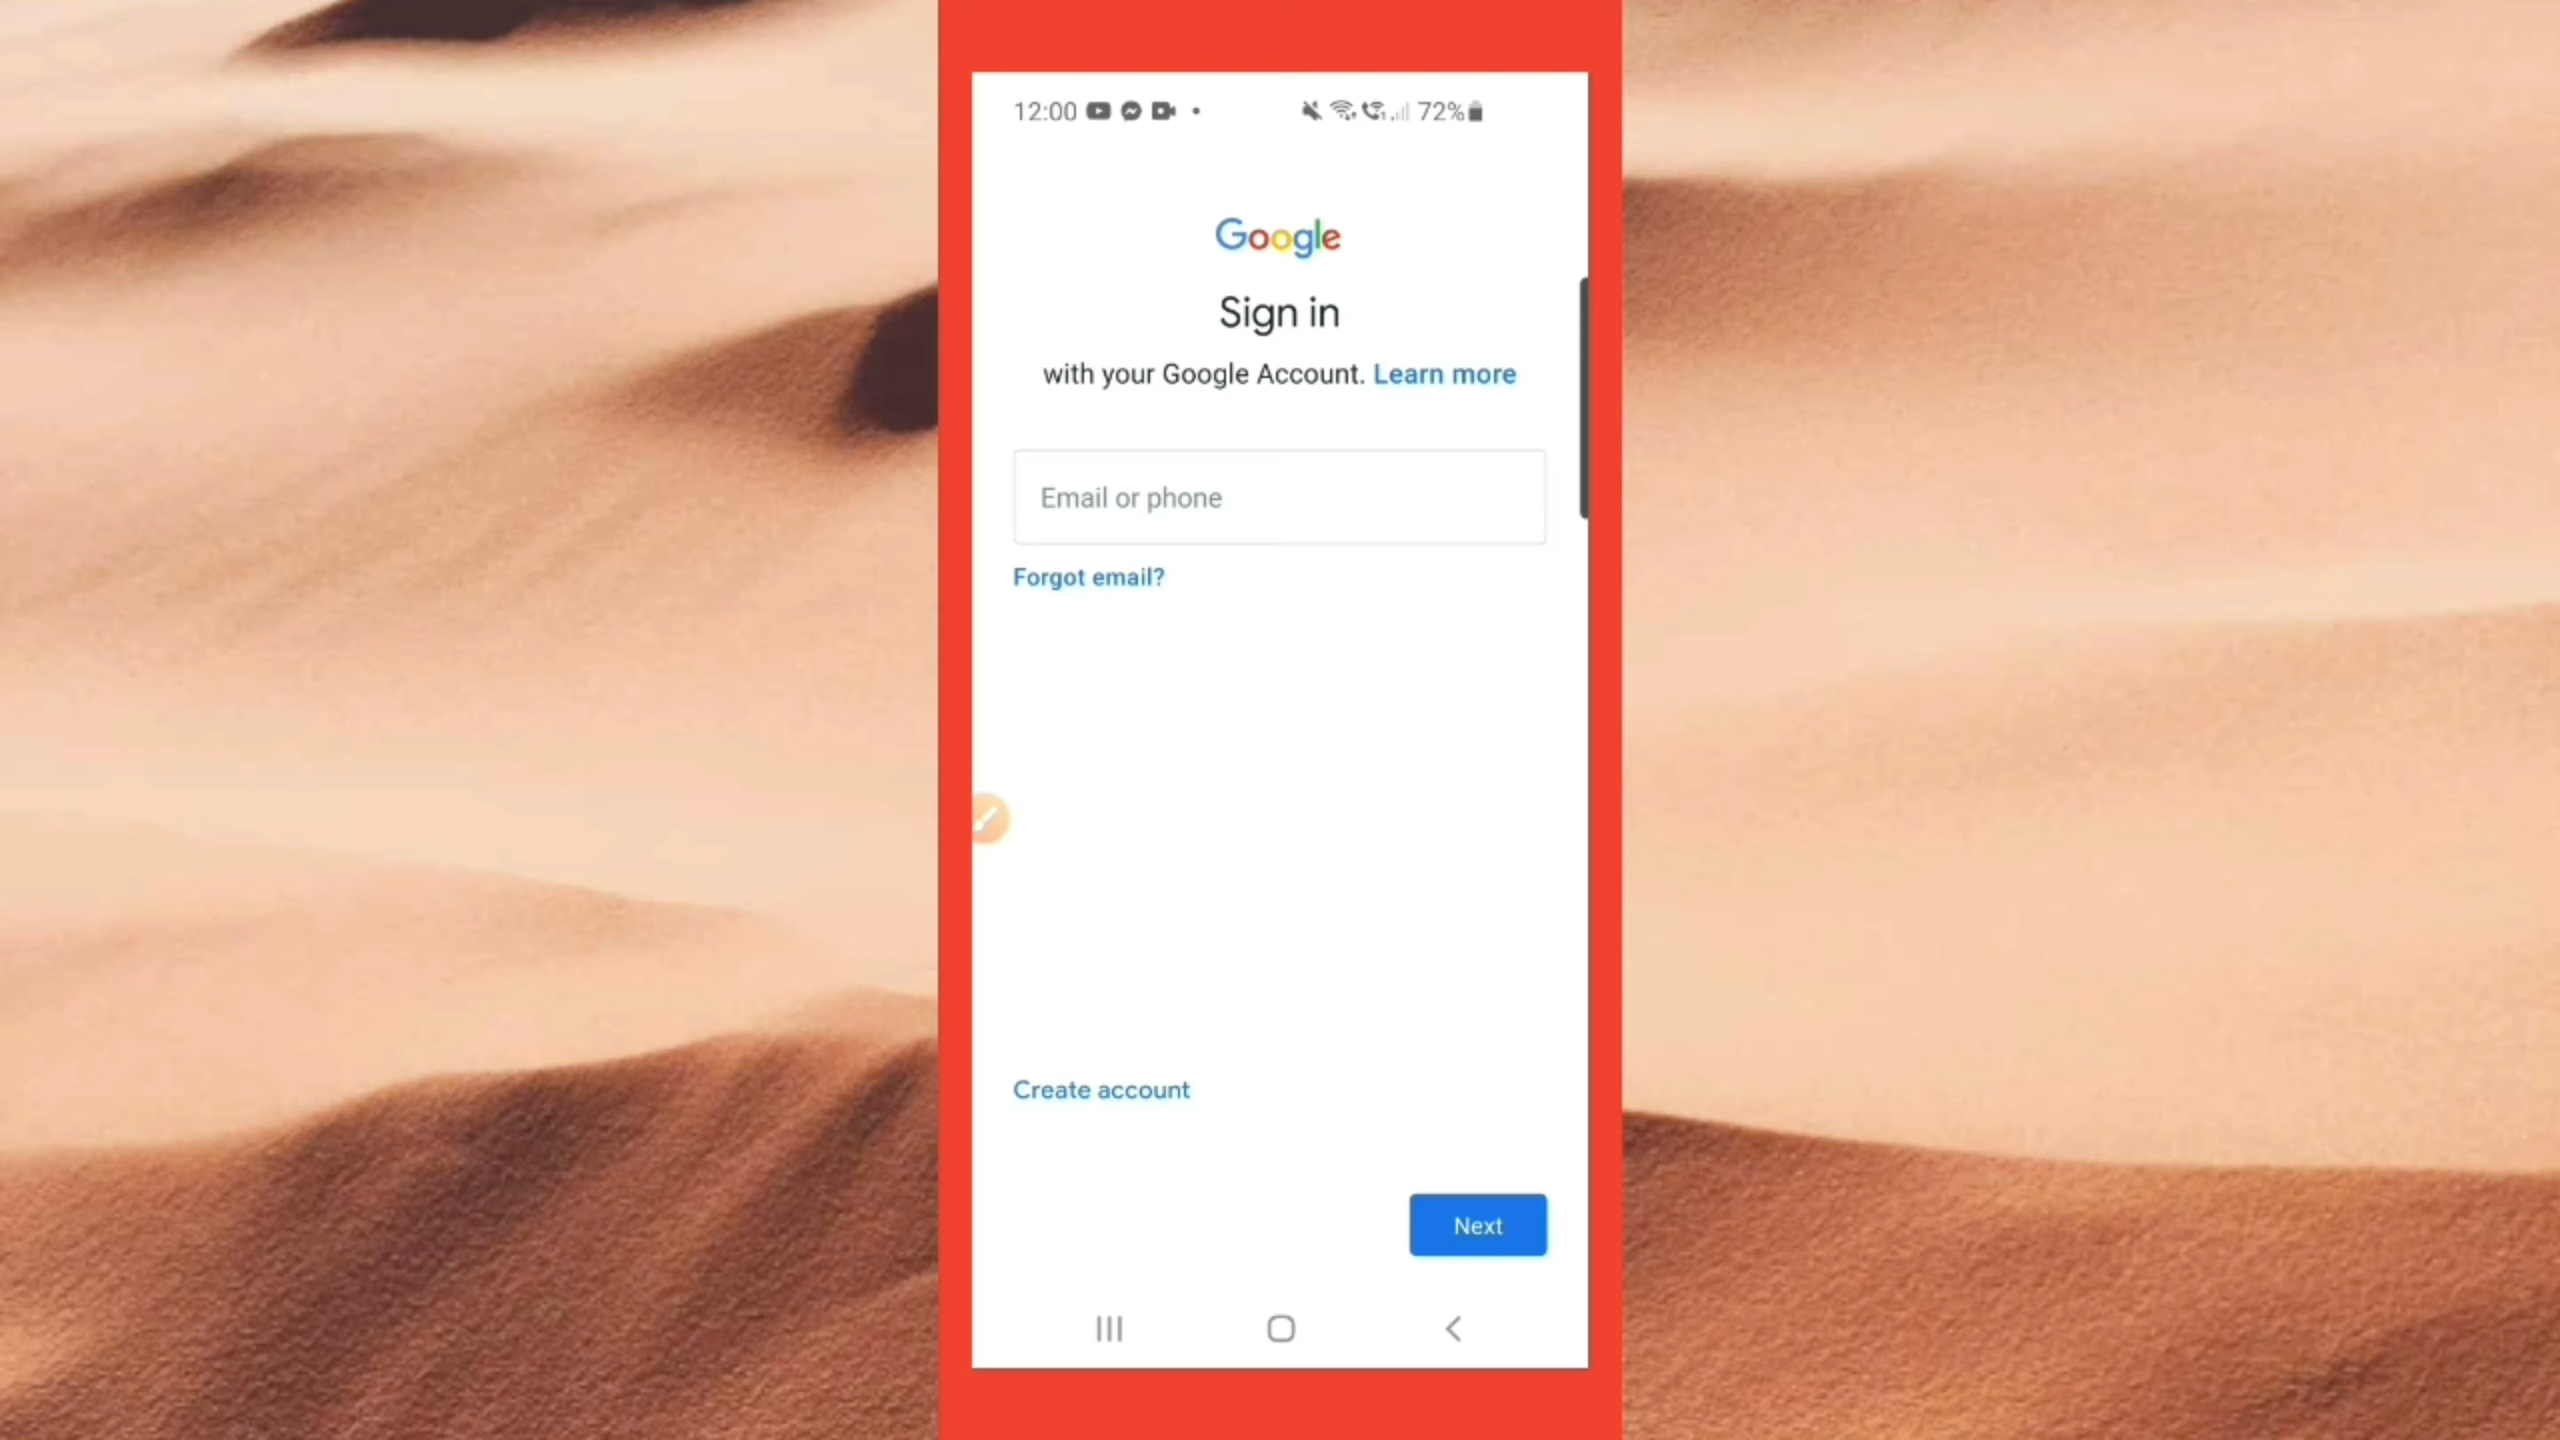 12:00 72%
Google
Sign in
with your Google Account. Learn more
Email or phone
Forgot email?
Create account
Next